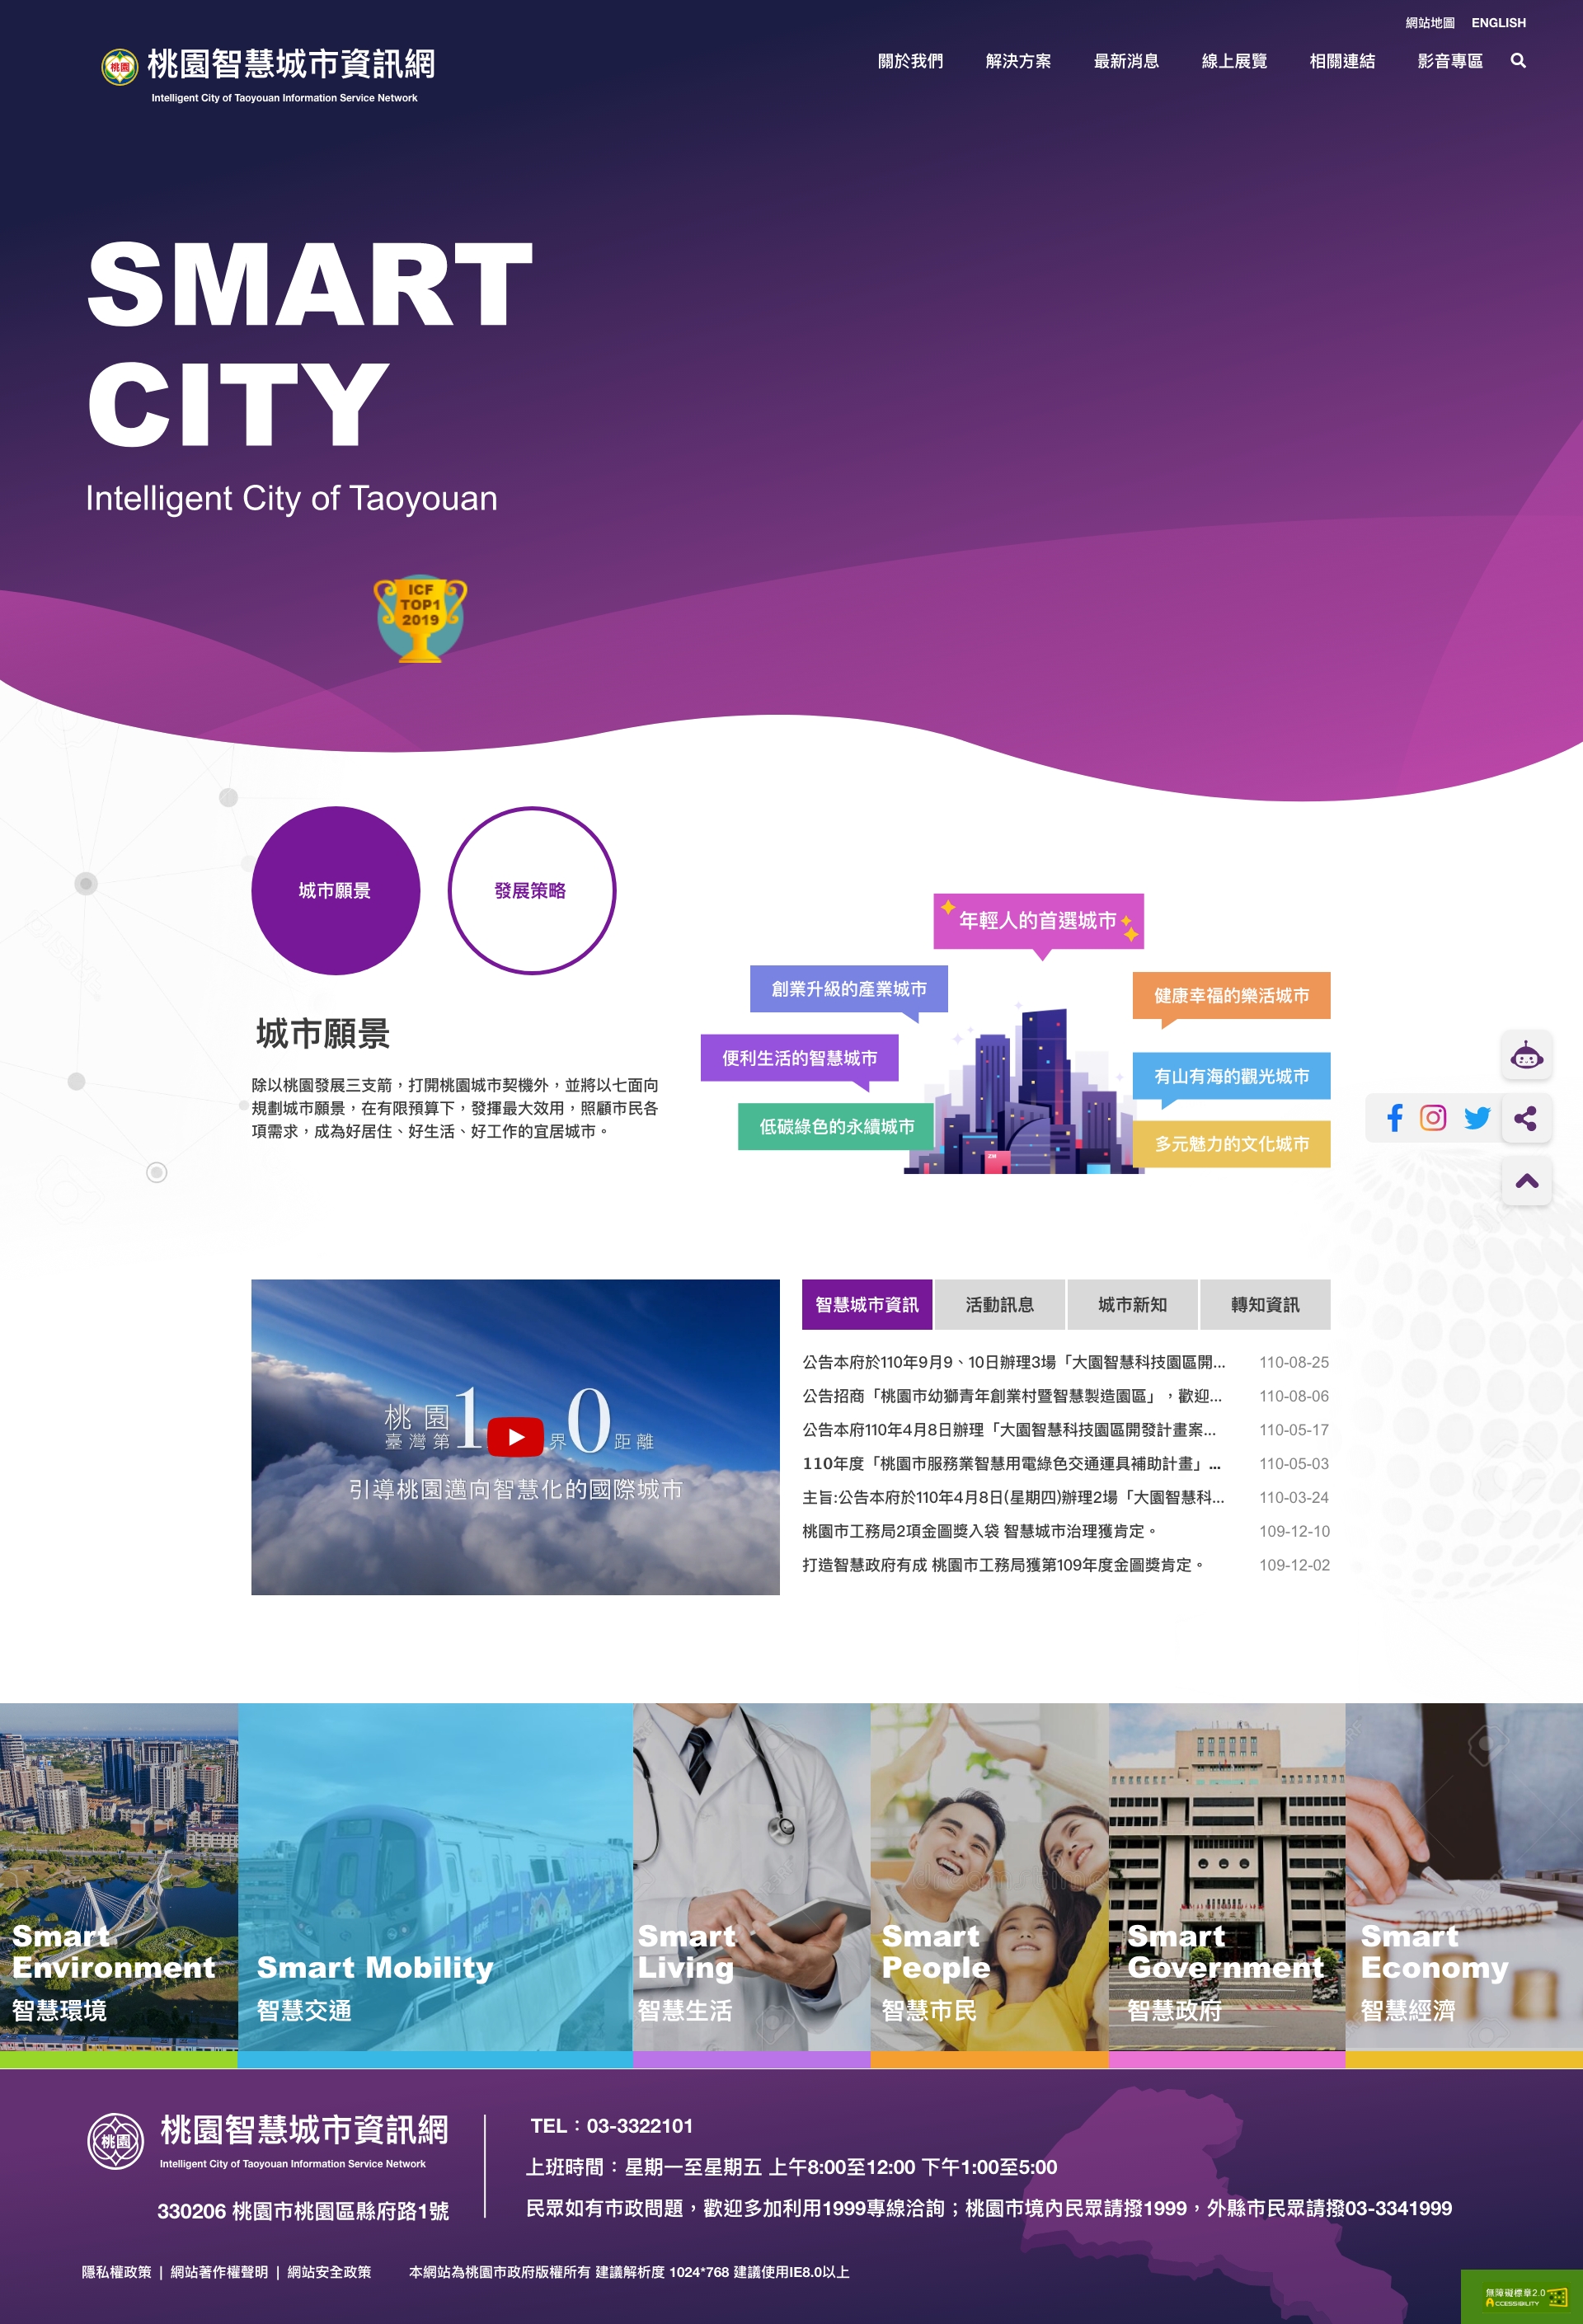 網站地圖 ENGLISH
桃園 桃園智慧城市資訊網
Intelligent City of Taoyouan Information Service Network
關於我們 解決方案 最新消息 線上展覽 相關連結 影音專區
SMART
CITY
Intelligent City of Taoyouan
ICF
TOP1
2019
城市願景 發展策略
城市願景
除以桃園發展三支箭，打開桃園城市契機外，並將以七面向
規劃城市願景，在有限預算下，發揮最大效用，照顧市民各
項需求，成為好居住、好生活、好工作的宜居城市。
年輕人的首選城市
創業升級的產業城市
健康幸福的樂活城市
便利生活的智慧城市
有山有海的觀光城市
低碳綠色的永續城市
多元魅力的文化城市
桃園
臺灣第1 界0距離
引導桃園邁向智慧化的國際城市
智慧城市資訊 活動訊息 城市新知 轉知資訊
公告本府於110年9月9、10日辦理3場「大園智慧科技園區開... 110-08-25
公告招商「桃園市幼獅青年創業村暨智慧製造園區」，歡迎... 110-08-06
公告本府110年4月8日辦理「大園智慧科技園區開發計畫案... 110-05-17
110年度「桃園市服務業智慧用電綠色交通運具補助計畫」... 110-05-03
主旨:公告本府於110年4月8日(星期四)辦理2場「大園智慧科... 110-03-24
桃園市工務局2項金圖獎入袋 智慧城市治理獲肯定。 109-12-10
打造智慧政府有成 桃園市工務局獲第109年度金圖獎肯定。 109-12-02
Smart
Environment
智慧環境
Smart Mobility
智慧交通
Smart
Living
智慧生活
Smart
People
智慧市民
Smart
Government
智慧政府
Smart
Economy
智慧經濟
桃園 桃園智慧城市資訊網
Intelligent City of Taoyouan Information Service Network
330206 桃園市桃園區縣府路1號
TEL：03-3322101
上班時間：星期一至星期五 上午8:00至12:00 下午1:00至5:00
民眾如有市政問題，歡迎多加利用1999專線洽詢；桃園市境內民眾請撥1999，外縣市民眾請撥03-3341999
隱私權政策 | 網站著作權聲明 | 網站安全政策 本網站為桃園市政府版權所有 建議解析度 1024*768 建議使用IE8.0以上
無障礙標章2.0
ACCESSIBILITY